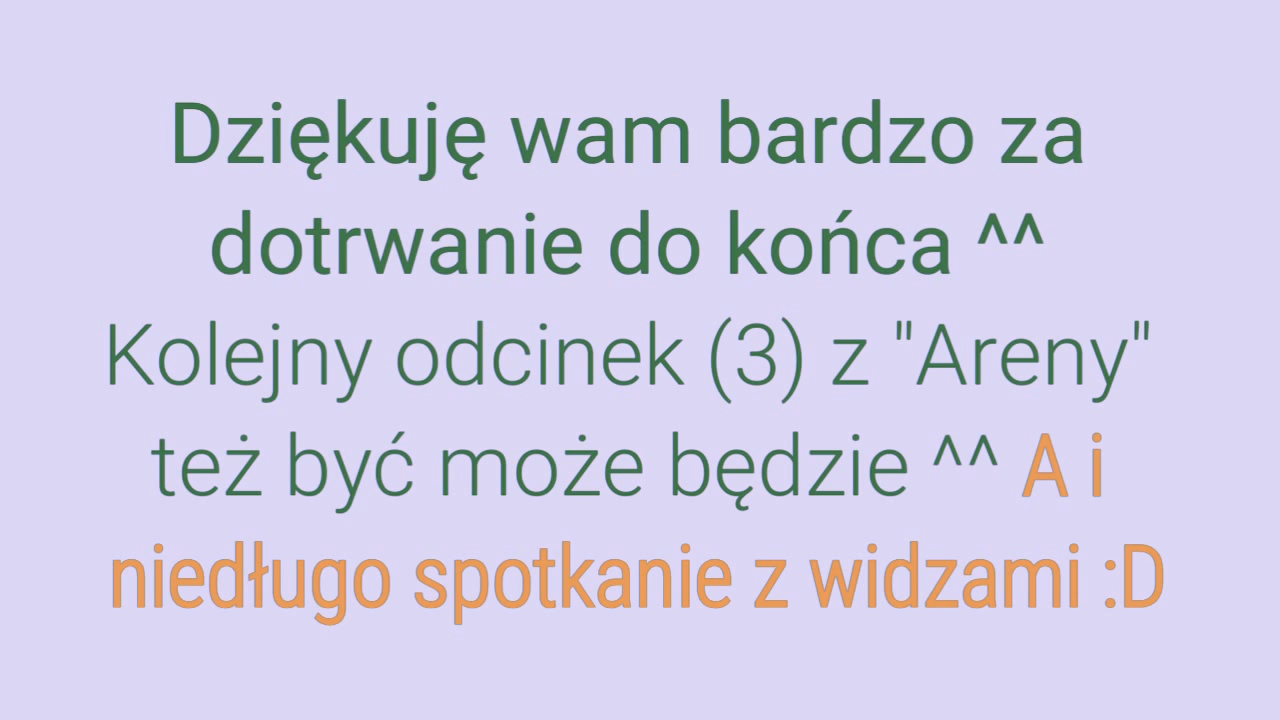 Dziękuję wam bardzo za
dotrwanie do końca ^^
Kolejny odcinek (3) z "Areny"
też być może będzie ^^ A i
niedługo spotkanie z widzami :D